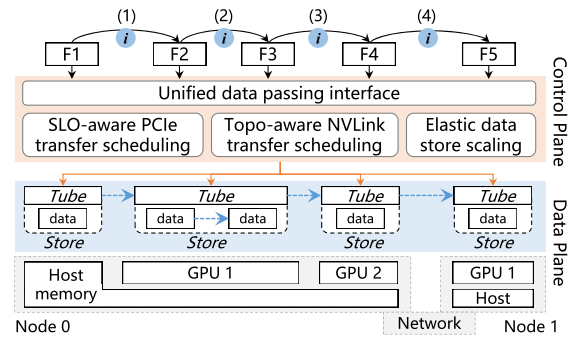 (1) (2) (3) (4)
i i i i
F1 F2 F3 F4 F5
Unified data passing interface
SLO-aware PCIe
transfer scheduling
Topo-aware NVLink
transfer scheduling
Elastic data
store scaling
Control Plane
Tube Tube Tube Tube
data data data data data
Store Store Store Store
Data Plane
Host
memory
GPU 1 GPU 2 GPU 1
Host
Node 0 Network Node 1